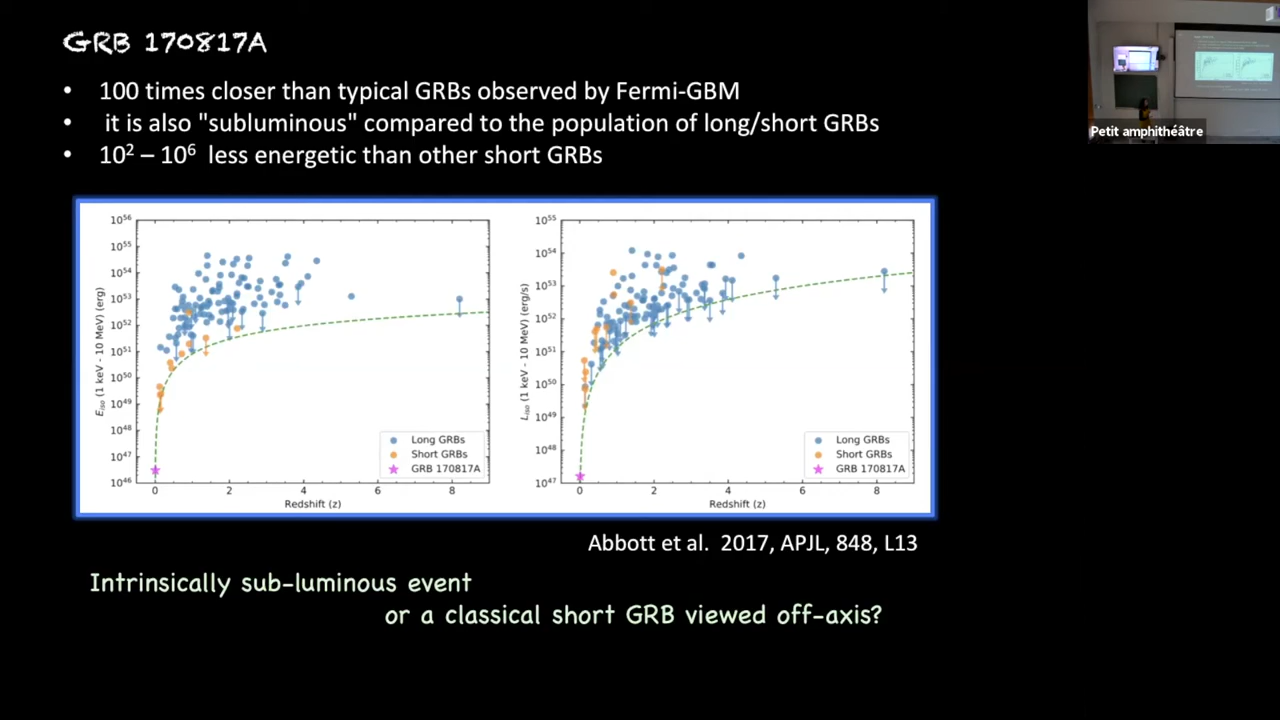 GRB 170817A
• 100 times closer than typical GRBs observed by Fermi-GBM
• it is also "subluminous" compared to the population of long/short GRBs
• 10² – 10⁶ less energetic than other short GRBs
Petit amphithéâtre
10⁵⁶
10⁵⁵
10⁵⁴
10⁵³
10⁵²
10⁵¹
10⁵⁰
10⁴⁹
10⁴⁸
10⁴⁷
10⁴⁶
E_iso (1 keV - 10 MeV) (erg)
Long GRBs
Short GRBs
GRB 170817A
0 2 4 6 8
Redshift (z)
10⁵⁵
10⁵⁴
10⁵³
10⁵²
10⁵¹
10⁵⁰
10⁴⁹
10⁴⁸
10⁴⁷
L_iso (1 keV - 10 MeV) (erg/s)
Long GRBs
Short GRBs
GRB 170817A
0 2 4 6 8
Redshift (z)
Abbott et al. 2017, APJL, 848, L13
Intrinsically sub-luminous event
or a classical short GRB viewed off-axis?